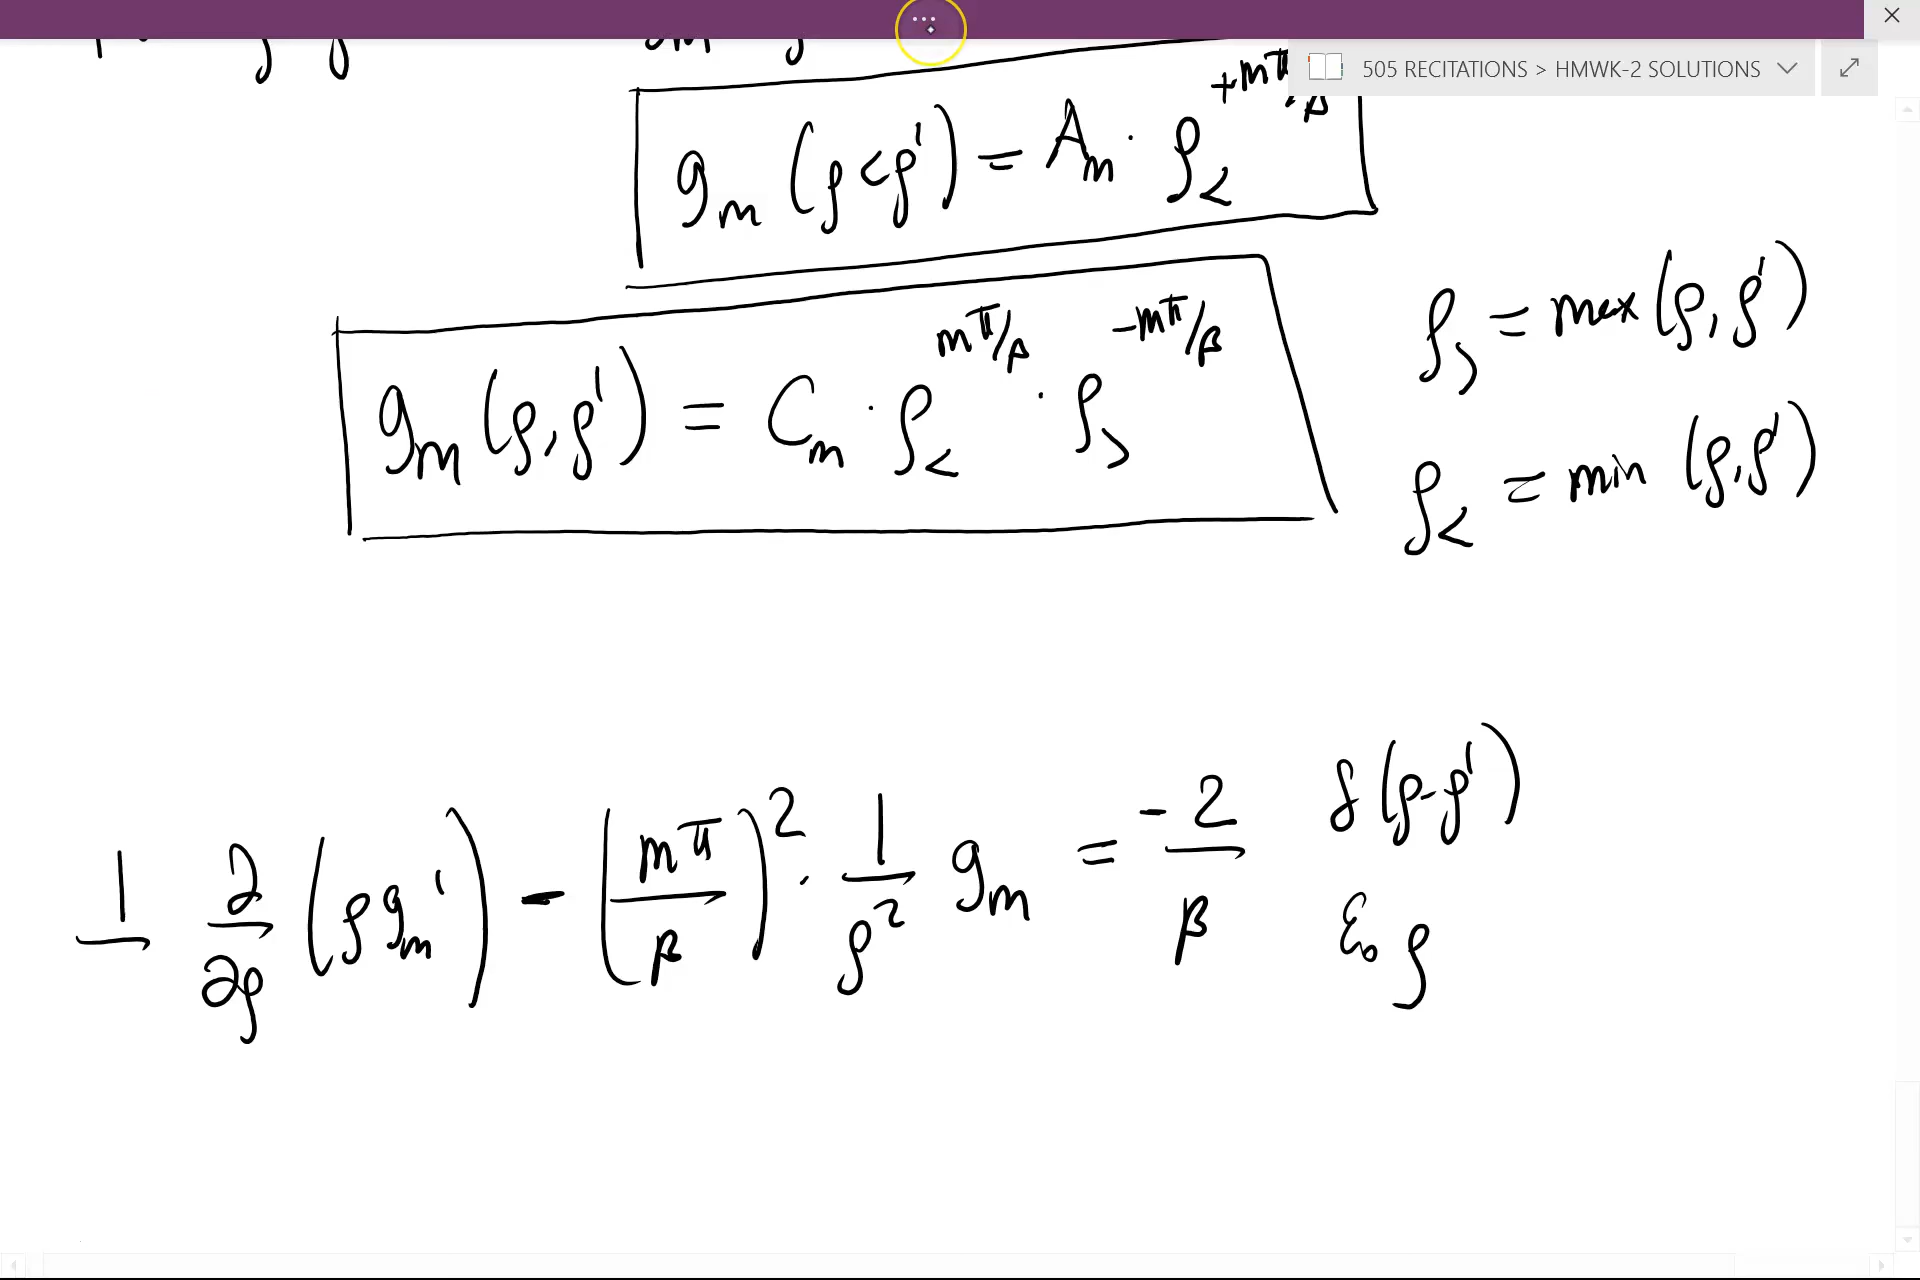 505 RECITATIONS > HMWK-2 SOLUTIONS
g_m (ρ<ρ') = A_m · ρ_<^{+mπ/β}
g_m (ρ,ρ') = C_m · ρ_<^{mπ/β} · ρ_>^{-mπ/β}
ρ_> = max (ρ, ρ')
ρ_< = min (ρ, ρ')
1 ∂/∂ρ (ρ g_m') - (mπ/β)^2 · 1/ρ^2 g_m = -2/β δ(ρ-ρ')/ε_0 ρ